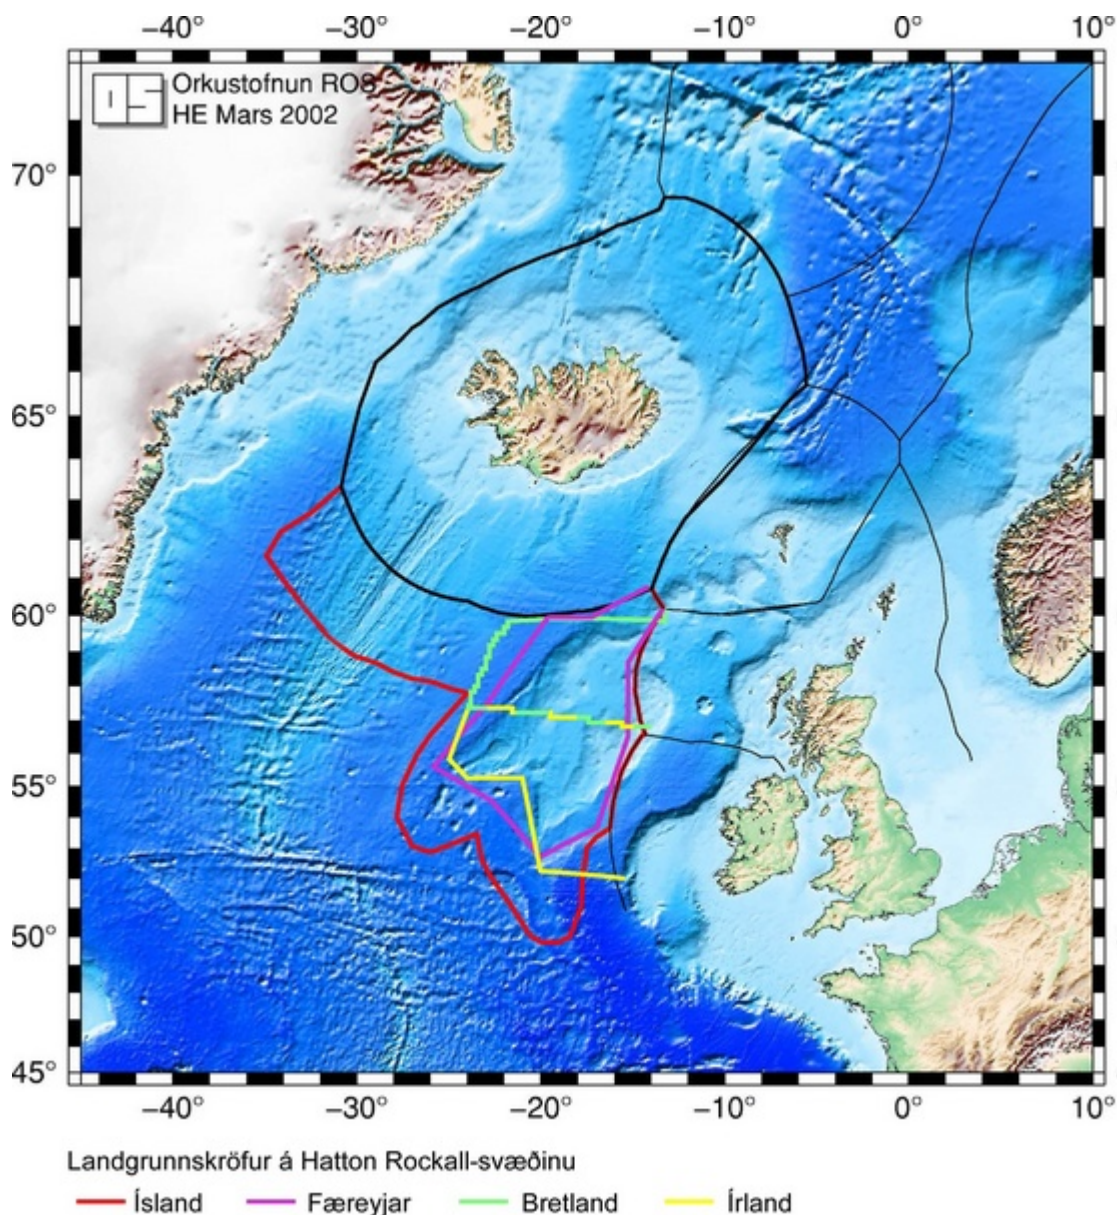 −40° −30° −20° −10° 0° 10°
Orkustofnun ROS
HE Mars 2002
70°
65°
60°
55°
50°
45°
−40° −30° −20° −10° 0° 10°
Landgrunnskröfur á Hatton Rockall-svæðinu
Ísland Færeyjar Bretland Írland